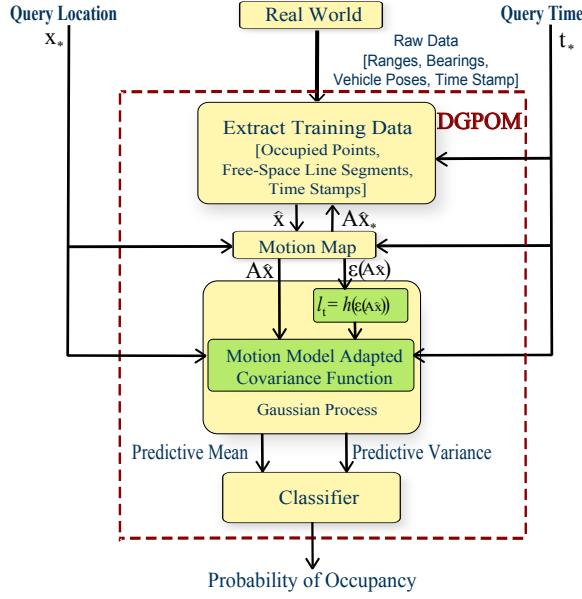 Query Location
x*
Real World
Query Time
t*
Raw Data
[Ranges, Bearings,
Vehicle Poses, Time Stamp]
DGPOM
Extract Training Data
[Occupied Points,
Free-Space Line Segments,
Time Stamps]
x̂
Ax̂*
Motion Map
Ax̂
ε(Ax̂)
lt = h(ε(Ax̂))
Motion Model Adapted
Covariance Function
Gaussian Process
Predictive Mean
Predictive Variance
Classifier
Probability of Occupancy